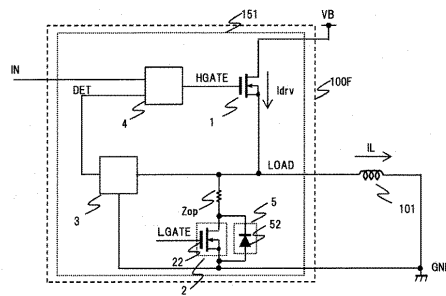 151
VB
IN
DET
HGATE
Idrv
100F
4
1
IL
LOAD
3
Zop
5
101
LGATE
52
22
2
GND